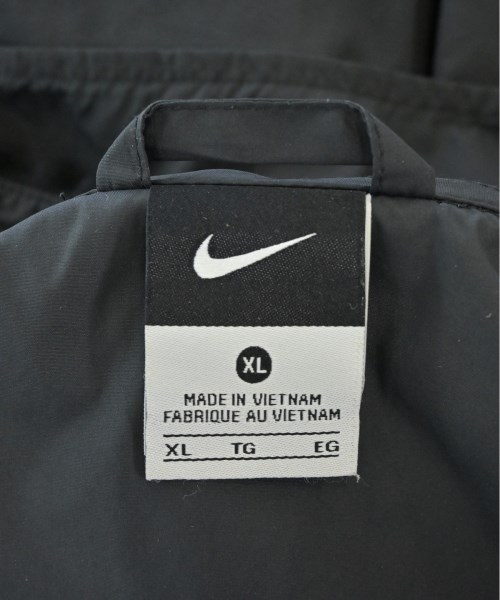 XL
MADE IN VIETNAM
FABRIQUE AU VIETNAM
XL TG EG